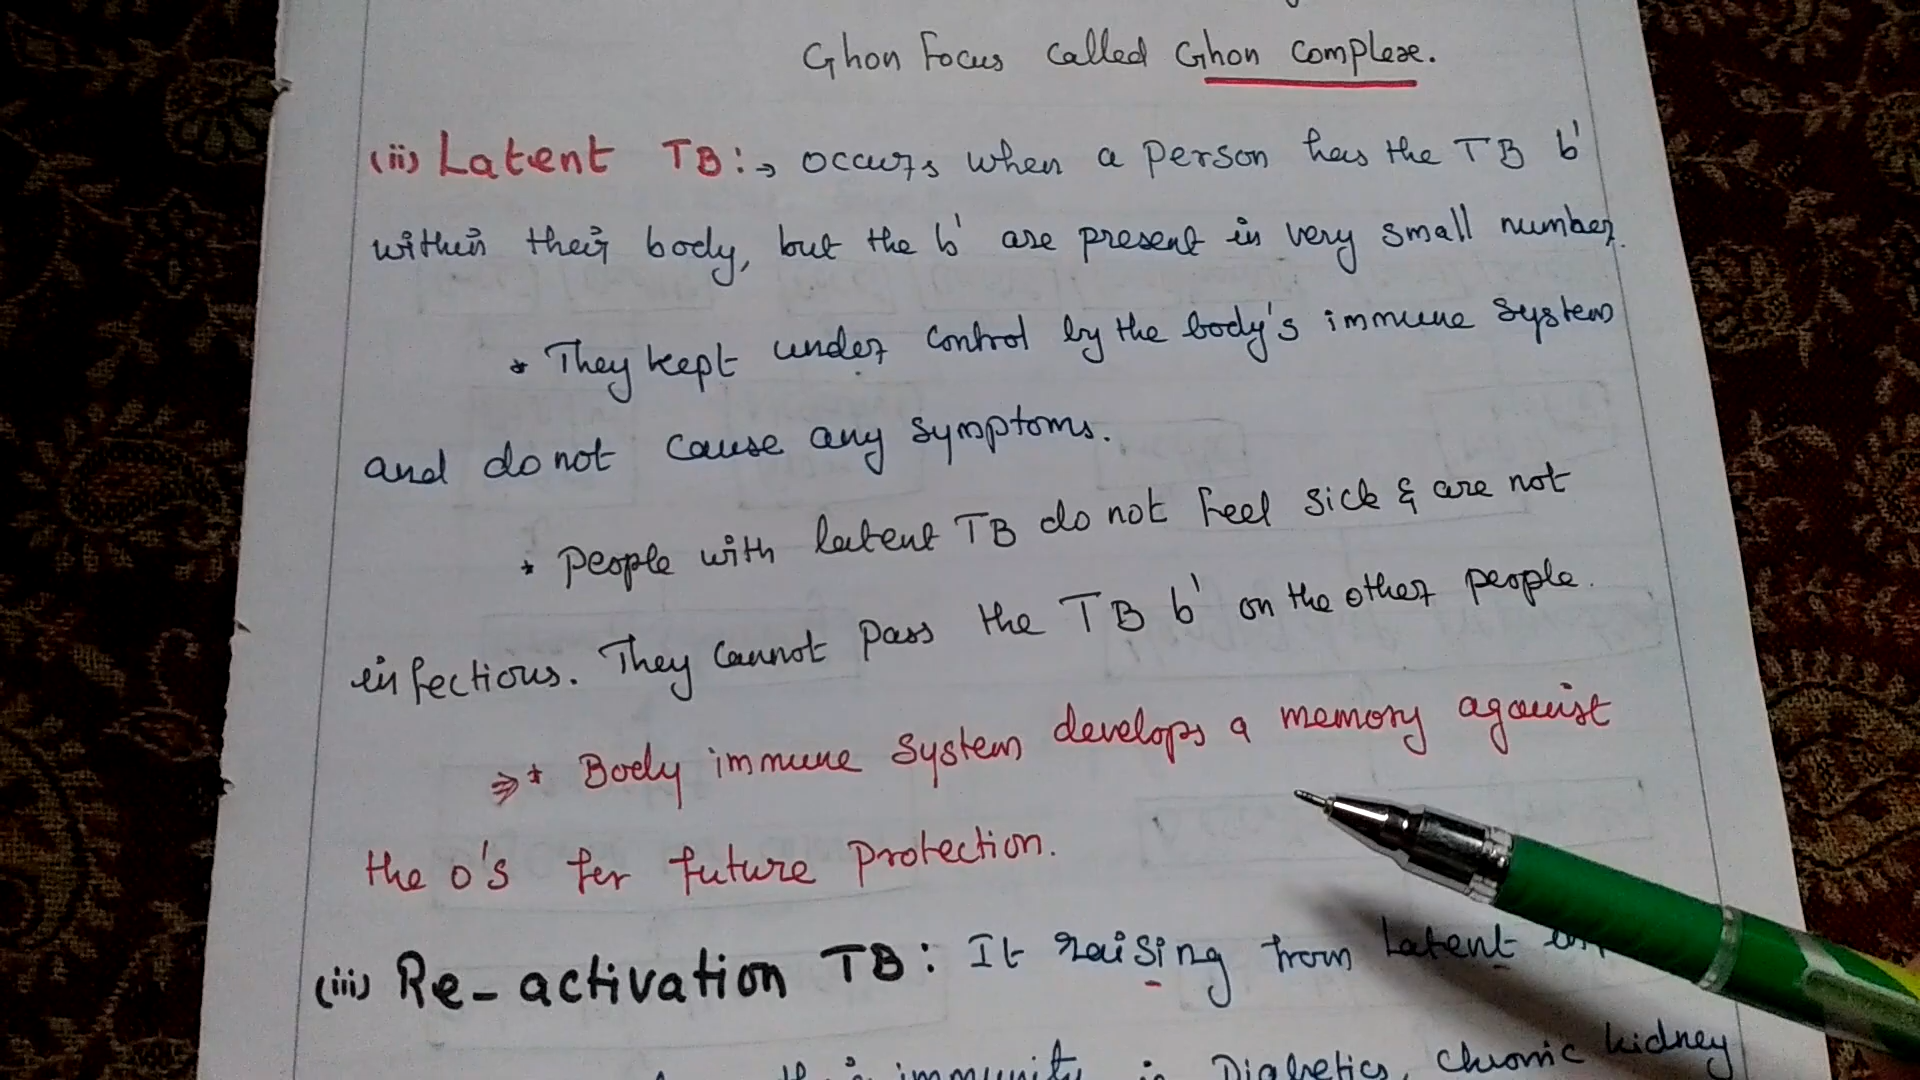 Ghon Focus called Ghon complex.
(ii) Latent TB:→ occurs when a person has the TB b'
within their body, but the b' are present in very small number.
* They kept under control by the body's immune system
and do not cause any symptoms.
* People with latent TB do not feel sick & are not
infectious. They cannot pass the TB b' on the other people.
⇒* Body immune system develops a memory against
the o's for future protection.
(iii) Re-activation TB: It raising from Latent
immunity Diabetics, chronic kidney